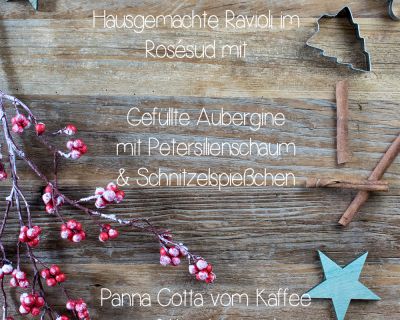 Hausgemachte Ravioli im
Rosésud mit
Gefüllte Aubergine
mit Petersilienschaum
& Schnitzelspießchen
Panna Cotta vom Kaffee